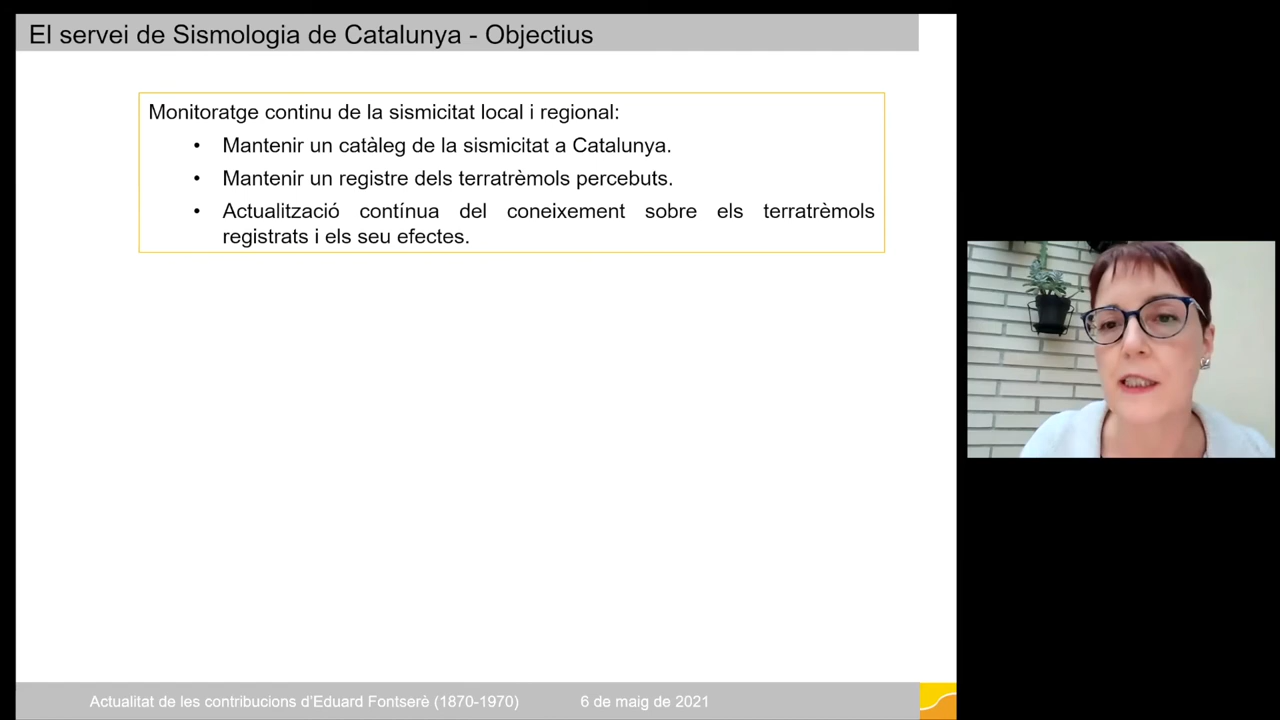 El servei de Sismologia de Catalunya - Objectius
Monitoratge continu de la sismicitat local i regional:
• Mantenir un catàleg de la sismicitat a Catalunya.
• Mantenir un registre dels terratrèmols percebuts.
• Actualització contínua del coneixement sobre els terratrèmols
registrats i els seu efectes.
Actualitat de les contribucions d'Eduard Fontserè (1870-1970) 6 de maig de 2021